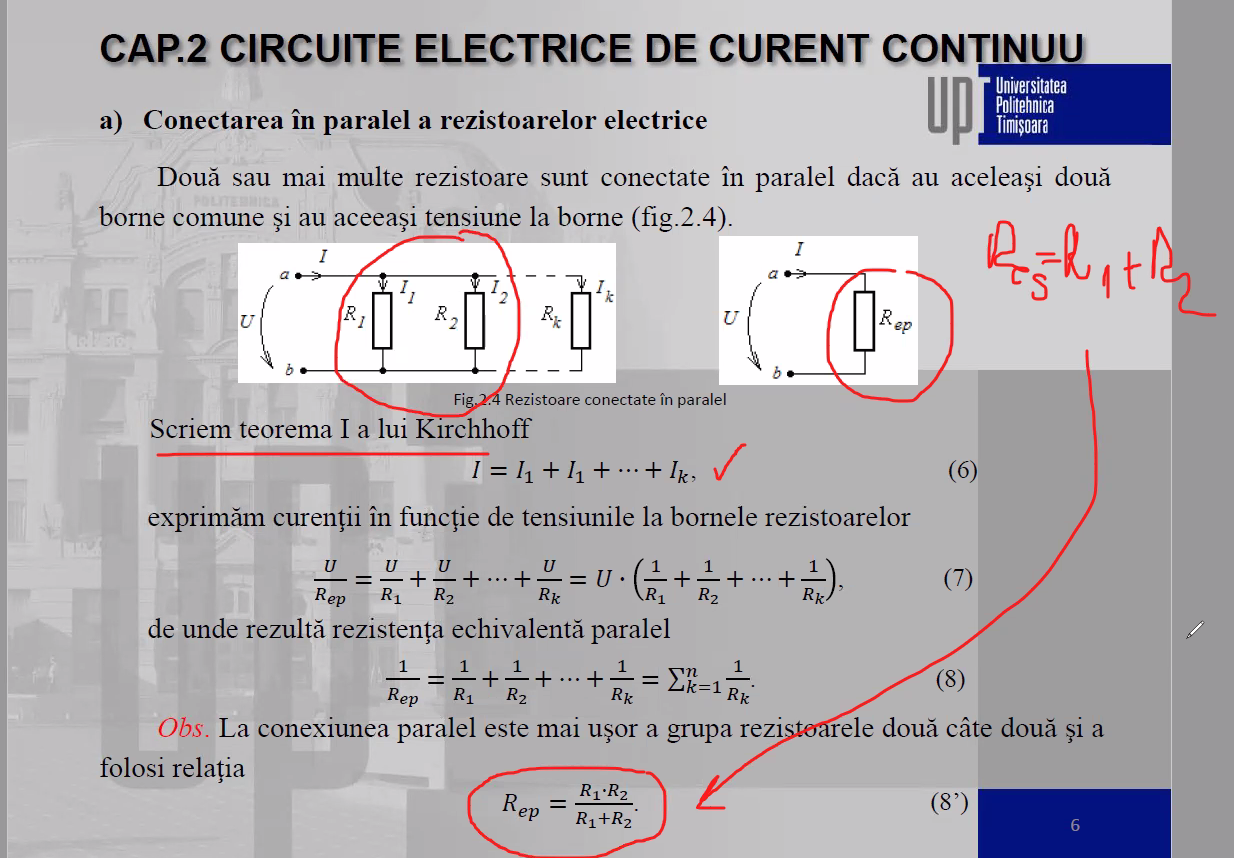 CAP.2 CIRCUITE ELECTRICE DE CURENT CONTINUU
upt Universitatea
Politehnica
Timișoara
a) Conectarea în paralel a rezistoarelor electrice
Două sau mai multe rezistoare sunt conectate în paralel dacă au aceleaşi două
borne comune şi au aceeaşi tensiune la borne (fig.2.4).
R_es = R_1 + R_2
a I I_1 I_2 I_k
U R_1 R_2 R_k
b
a I
U R_ep
b
Fig.2.4 Rezistoare conectate în paralel
Scriem teorema I a lui Kirchhoff
I = I_1 + I_1 + ⋯ + I_k, (6)
exprimăm curenţii în funcţie de tensiunile la bornele rezistoarelor
U/R_ep = U/R_1 + U/R_2 + ⋯ + U/R_k = U · (1/R_1 + 1/R_2 + ⋯ + 1/R_k), (7)
de unde rezultă rezistenţa echivalentă paralel
1/R_ep = 1/R_1 + 1/R_2 + ⋯ + 1/R_k = ∑_{k=1}^{n} 1/R_k. (8)
Obs. La conexiunea paralel este mai uşor a grupa rezistoarele două câte două şi a
folosi relaţia
R_ep = R_1·R_2/(R_1+R_2). (8’)
6